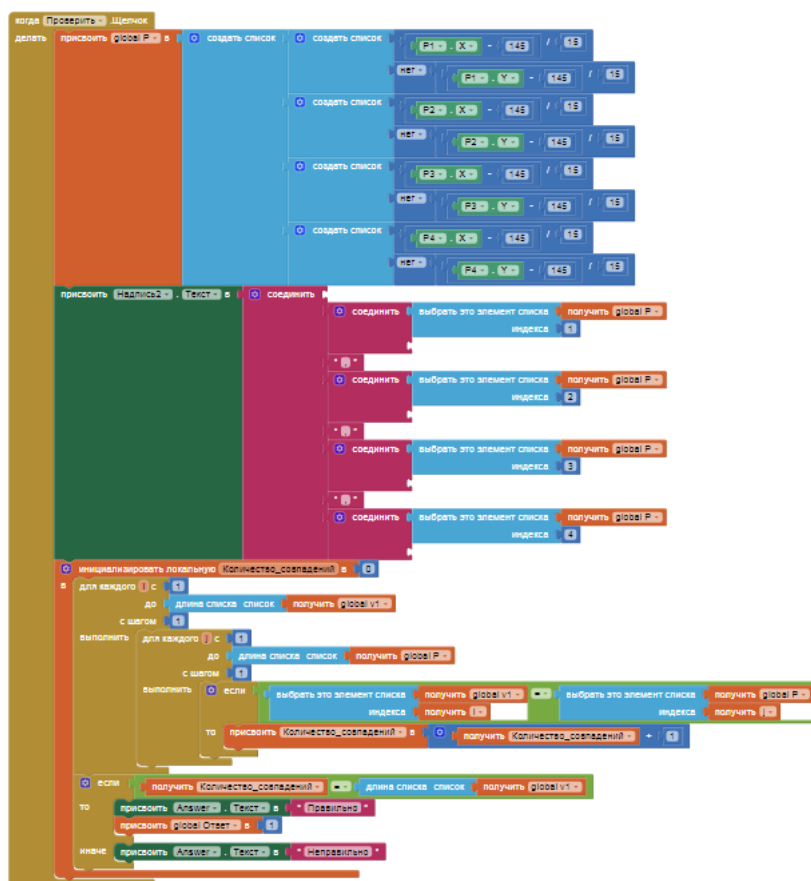 когда Проверить .Щелчок
делать присвоить global P в создать список создать список P1 . X - 145 / 15
нег P1 . Y - 145 / 15
создать список P2 . X - 145 / 15
нег P2 . Y - 145 / 15
создать список P3 . X - 145 / 15
нег P3 . Y - 145 / 15
создать список P4 . X - 145 / 15
нег P4 . Y - 145 / 15
присвоить Надпись2 . Текст в соединить
соединить выбрать это элемент списка получить global P
индекса 1
" , "
соединить выбрать это элемент списка получить global P
индекса 2
" , "
соединить выбрать это элемент списка получить global P
индекса 3
" , "
соединить выбрать это элемент списка получить global P
индекса 4
инициализировать локальную Количество_совпадений в 0
в для каждого i с 1
до длина списка список получить global v1
с шагом 1
выполнить для каждого j с 1
до длина списка список получить global P
с шагом 1
выполнить если выбрать это элемент списка получить global v1 = выбрать это элемент списка получить global P
индекса получить i индекса получить j
то присвоить Количество_совпадений в получить Количество_совпадений + 1
если получить Количество_совпадений = длина списка список получить global v1
то присвоить Answer . Текст в " Правильно "
присвоить global Ответ в 1
иначе присвоить Answer . Текст в " Неправильно "